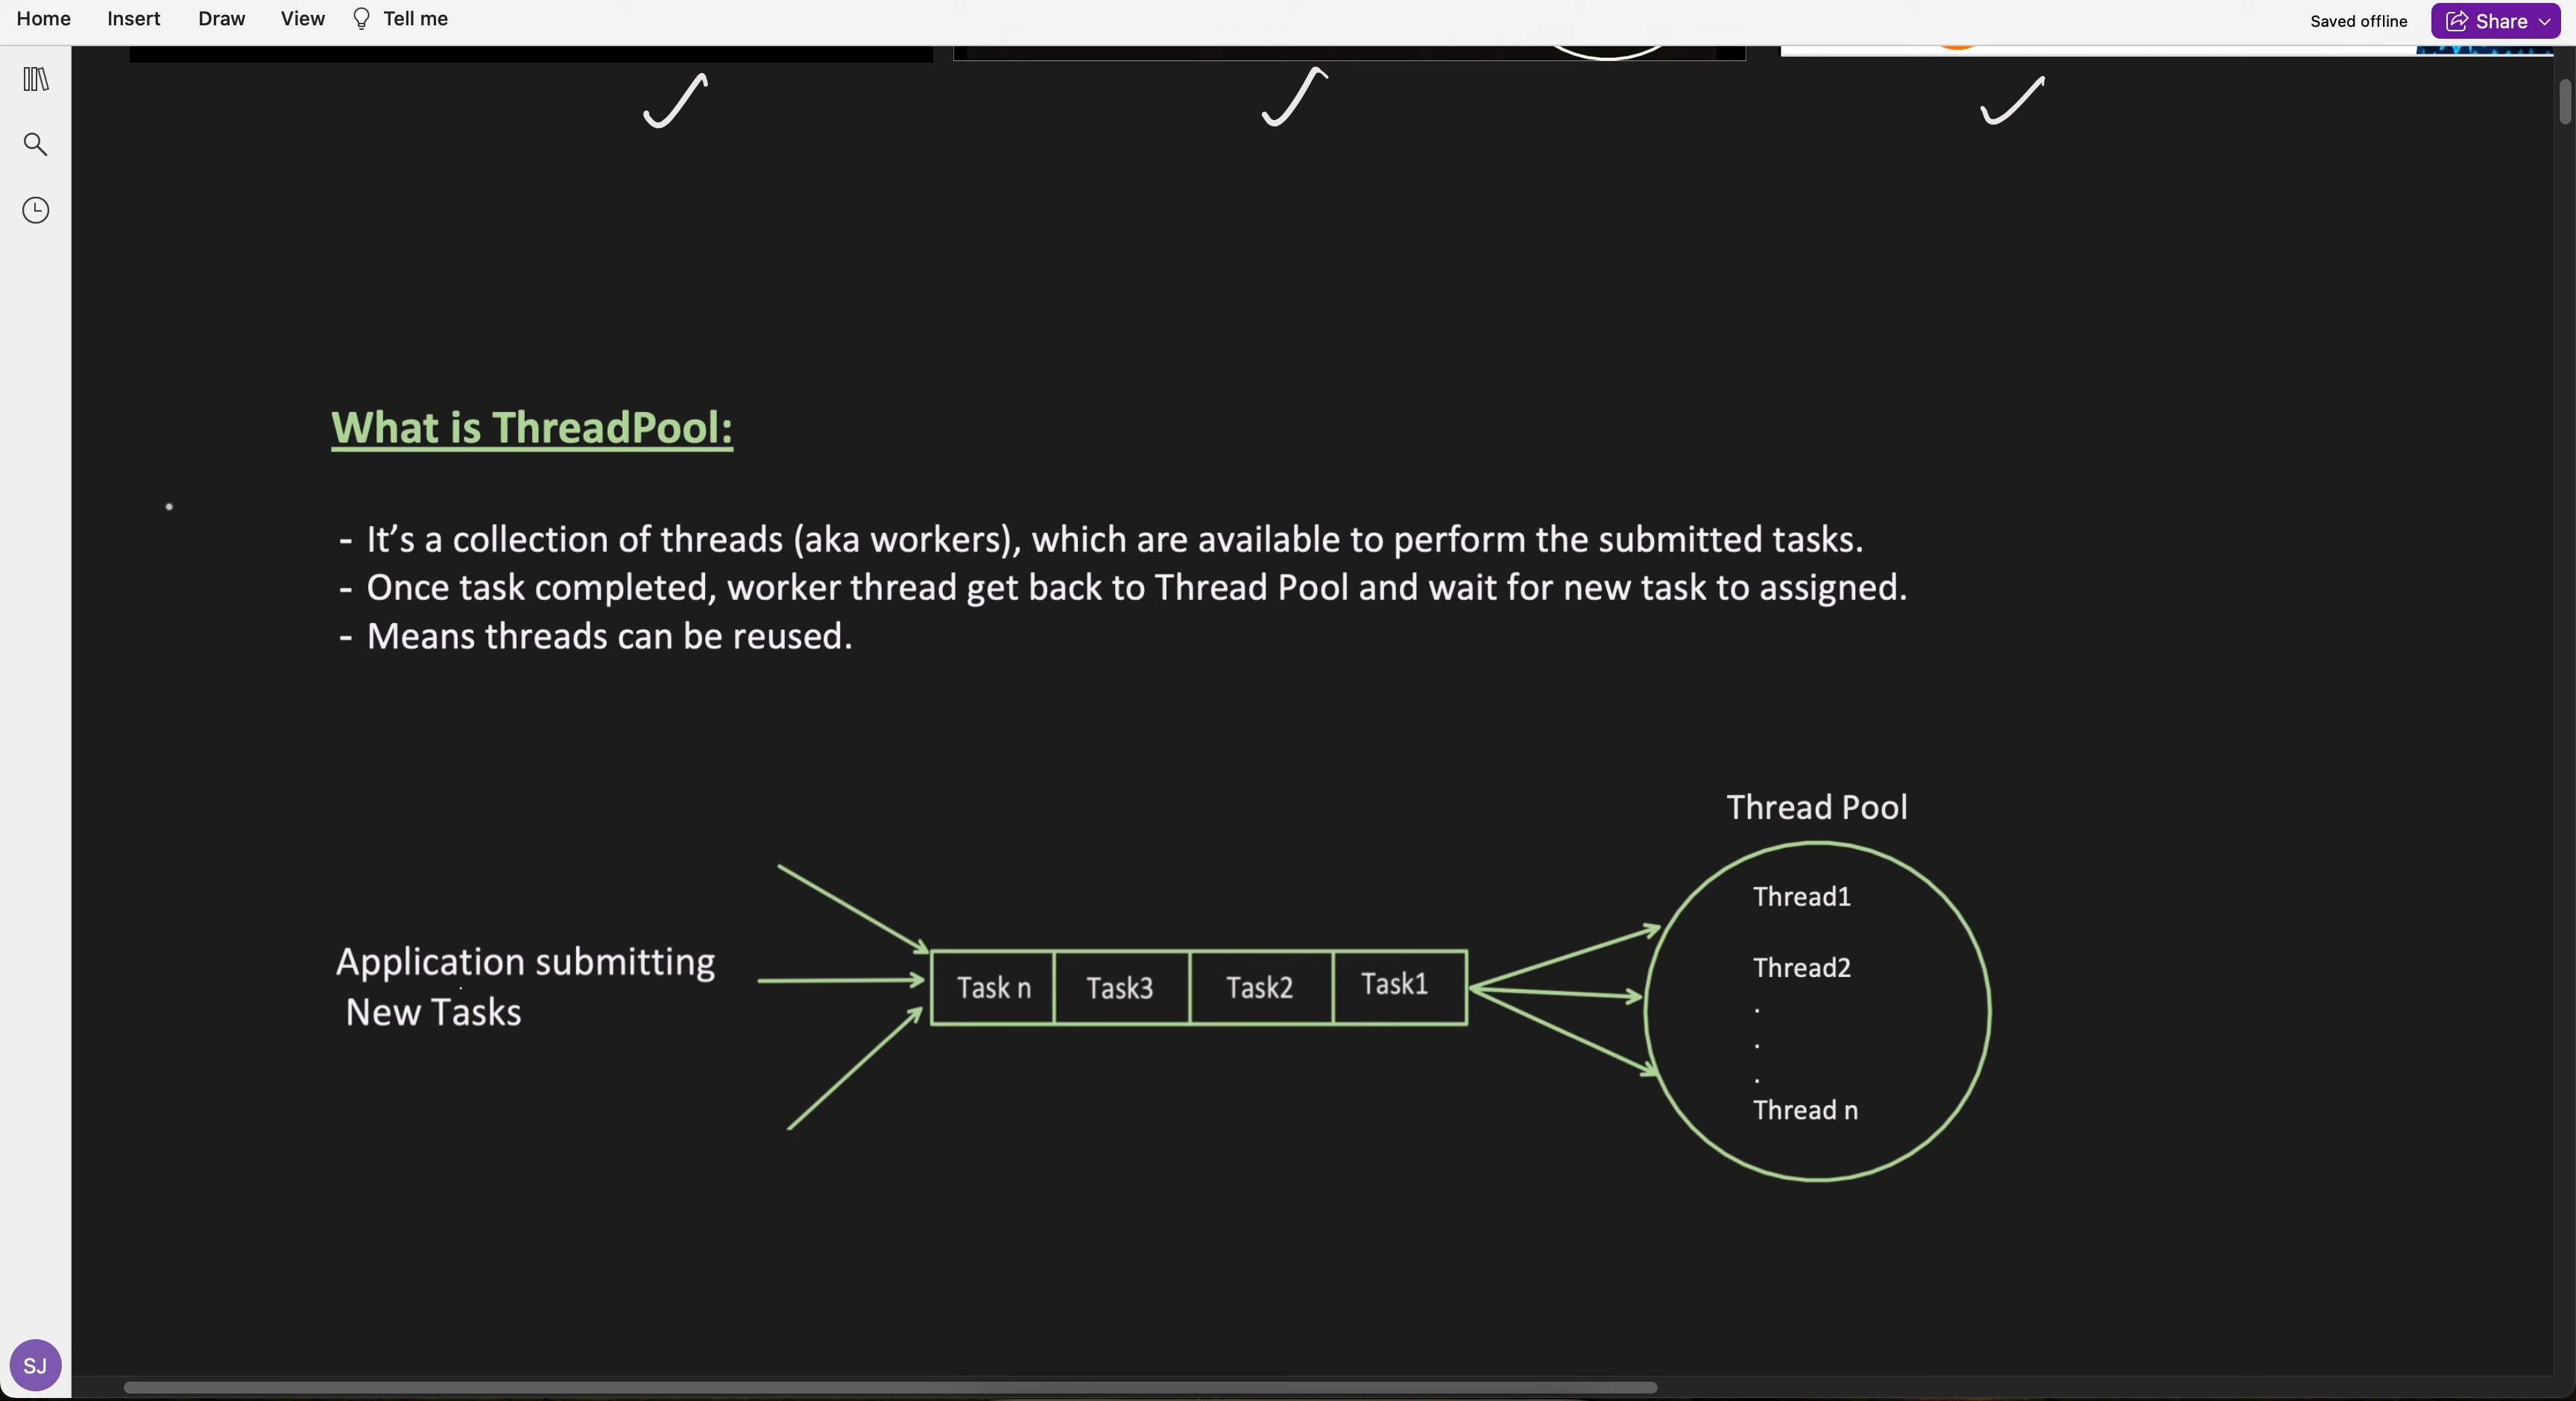 Home Insert Draw View Tell me Saved offline Share
What is ThreadPool:
- It’s a collection of threads (aka workers), which are available to perform the submitted tasks.
- Once task completed, worker thread get back to Thread Pool and wait for new task to assigned.
- Means threads can be reused.
Thread Pool
Application submitting
New Tasks
Task n Task3 Task2 Task1
Thread1
Thread2
.
.
.
Thread n
SJ